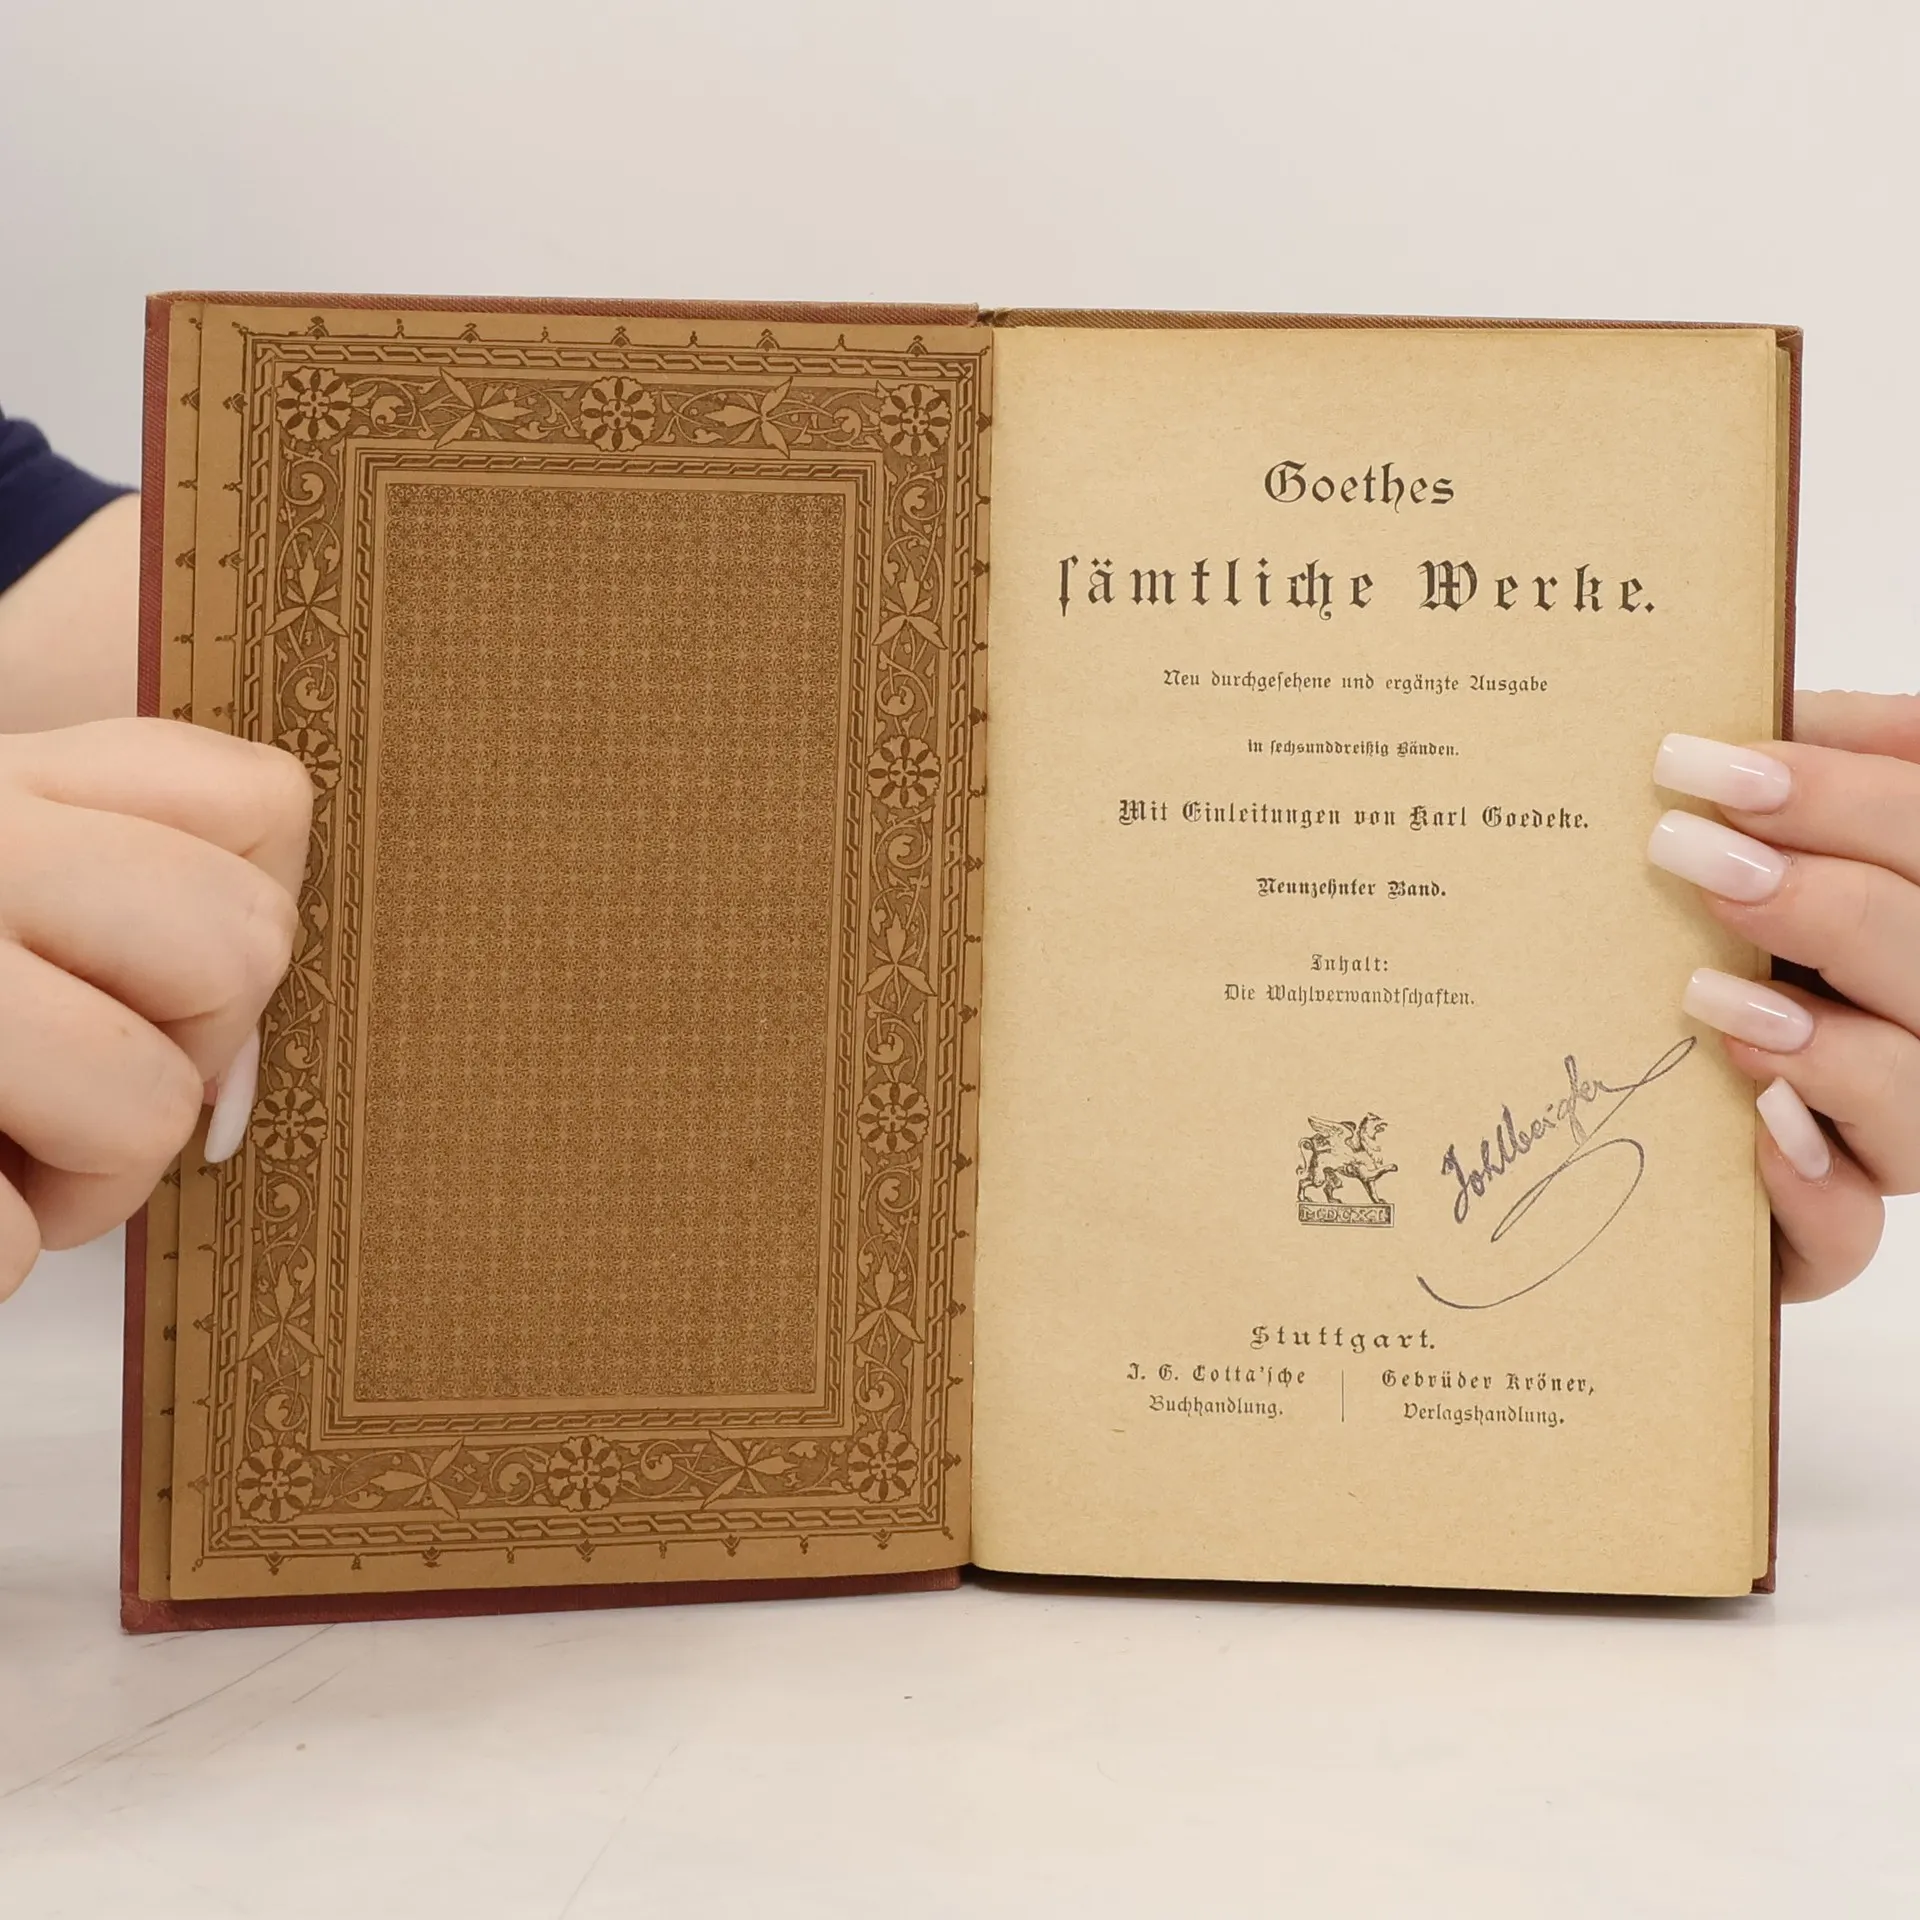 Goethes
ſämtliche Werke.
Neu durchgeſehene und ergänzte Ausgabe
in ſechsunddreißig Bänden.
Mit Einleitungen von Karl Goedeke.
Neunzehnter Band.
Inhalt:
Die Wahlverwandtſchaften.
Stuttgart.
J. G. Cotta'ſche
Buchhandlung.
Gebrüder Kröner,
Verlagshandlung.